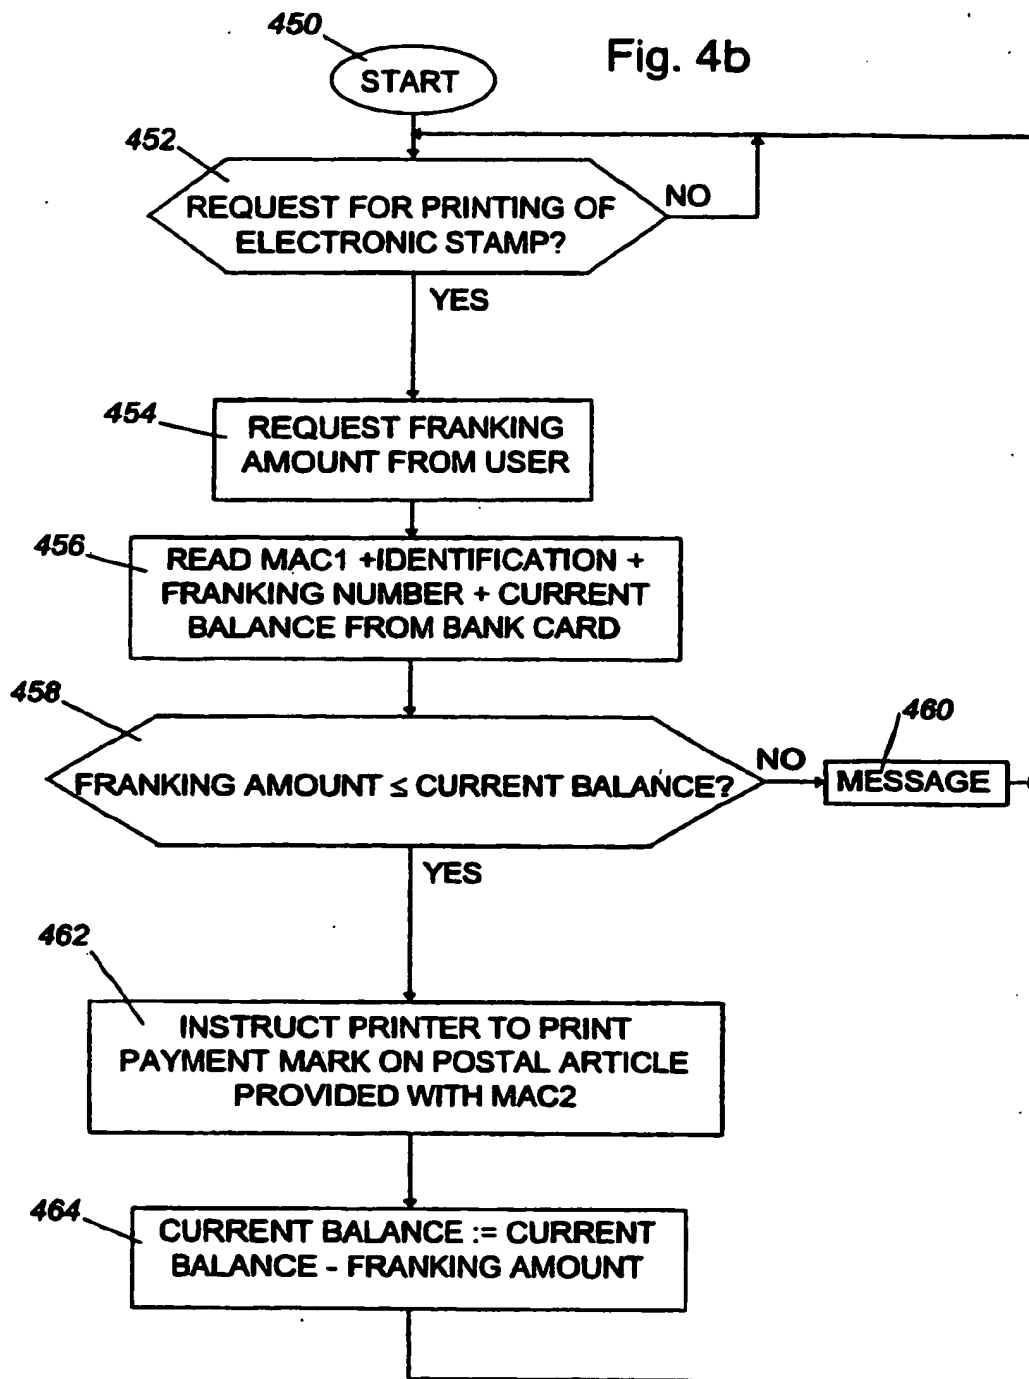 450
Fig. 4b
START
452
REQUEST FOR PRINTING OF
ELECTRONIC STAMP?
NO
YES
454
REQUEST FRANKING
AMOUNT FROM USER
456
READ MAC1 +IDENTIFICATION +
FRANKING NUMBER + CURRENT
BALANCE FROM BANK CARD
458
FRANKING AMOUNT ≤ CURRENT BALANCE?
NO
460
MESSAGE
YES
462
INSTRUCT PRINTER TO PRINT
PAYMENT MARK ON POSTAL ARTICLE
PROVIDED WITH MAC2
464
CURRENT BALANCE := CURRENT
BALANCE - FRANKING AMOUNT